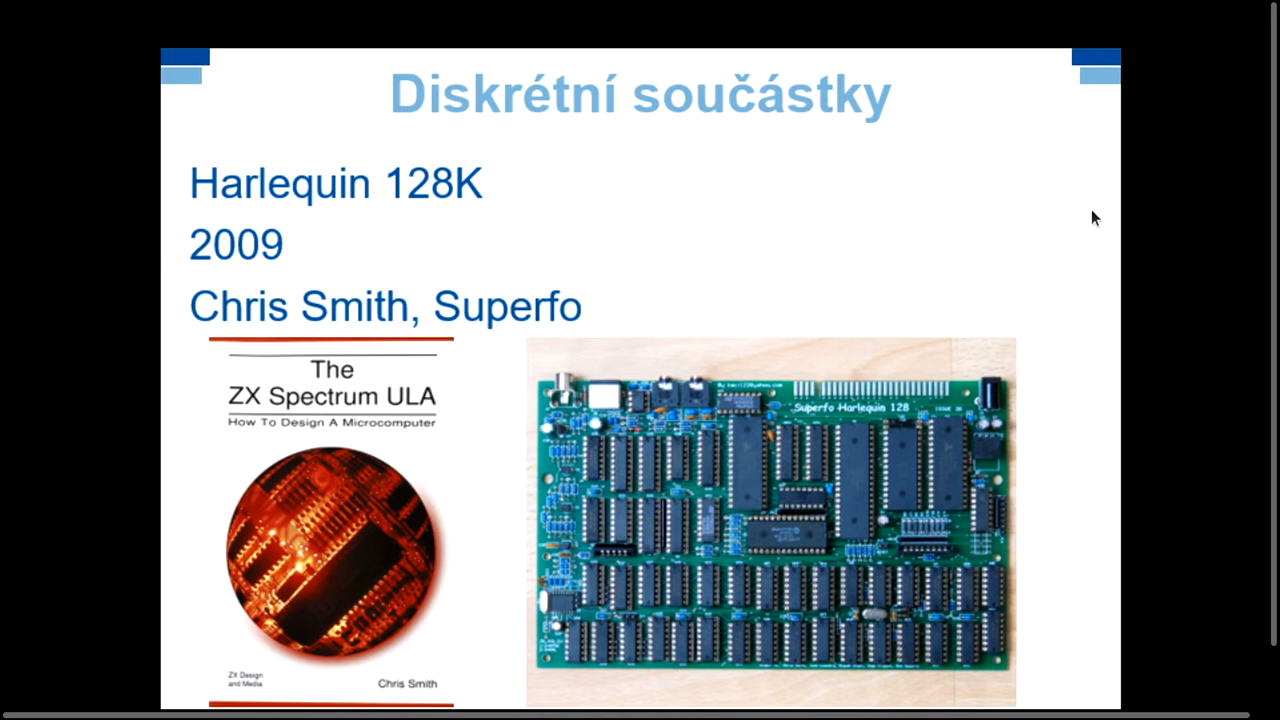 Diskrétní součástky
Harlequin 128K
2009
Chris Smith, Superfo
The
ZX Spectrum ULA
How To Design A Microcomputer
ZX Design
and Media
Chris Smith
Superfo Harlequin 128